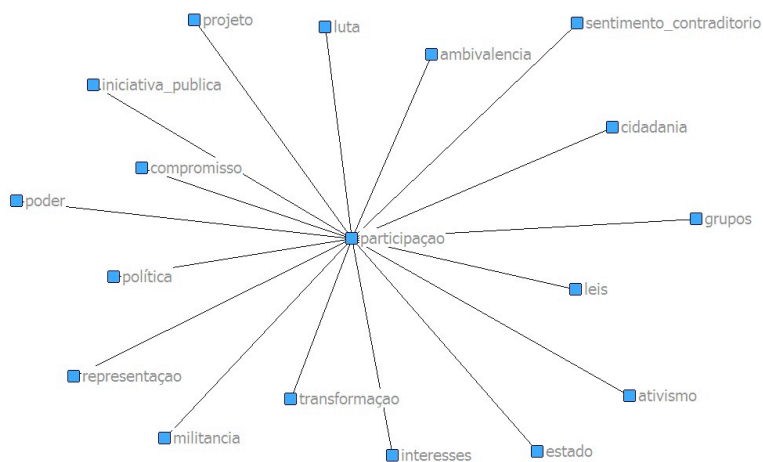 projeto
luta
sentimento_contraditorio
ambivalencia
iniciativa_publica
cidadania
compromisso
poder
grupos
participaçao
política
leis
representaçao
transformaçao
ativismo
militancia
interesses
estado